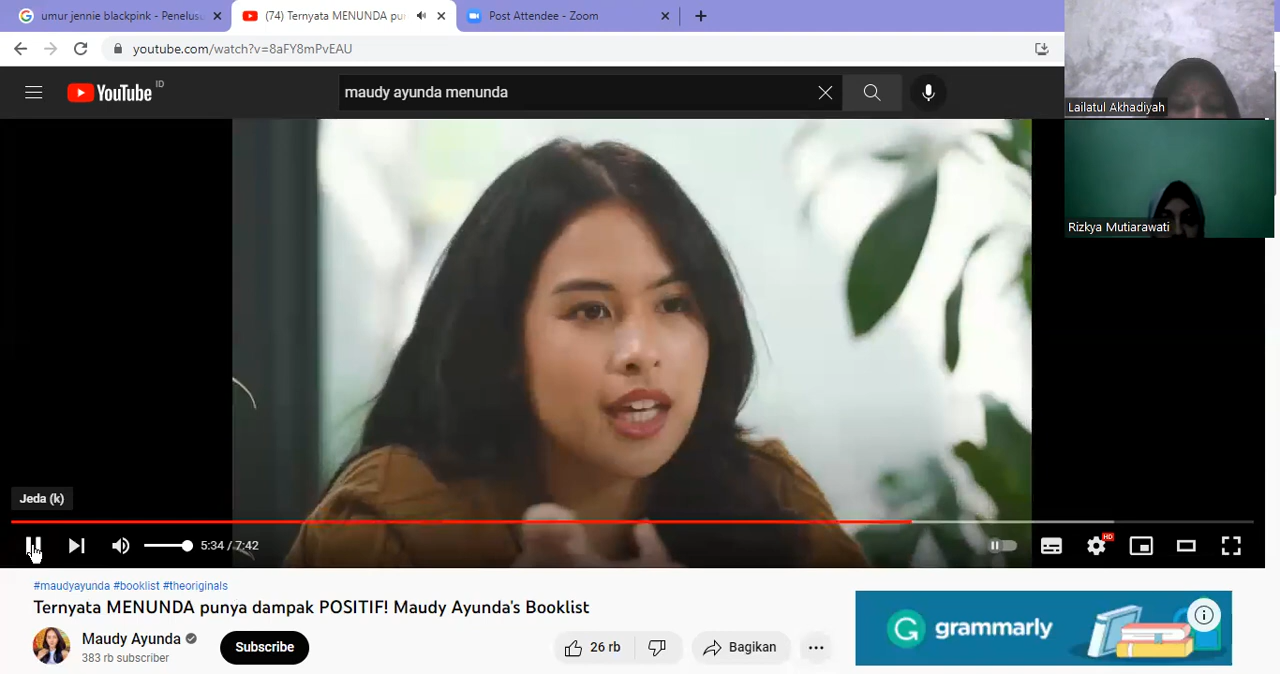 umur jennie blackpink - Penelus
(74) Ternyata MENUNDA pu
Post Attendee - Zoom
youtube.com/watch?v=8aFY8mPvEAU
YouTube ID
maudy ayunda menunda
Lailatul Akhadiyah
Rizkya Mutiarawati
Jeda (k)
5:34 / 7:42
HD
#maudyayunda #booklist #theoriginals
Ternyata MENUNDA punya dampak POSITIF! Maudy Ayunda's Booklist
Maudy Ayunda
383 rb subscriber
Subscribe
26 rb
Bagikan
grammarly